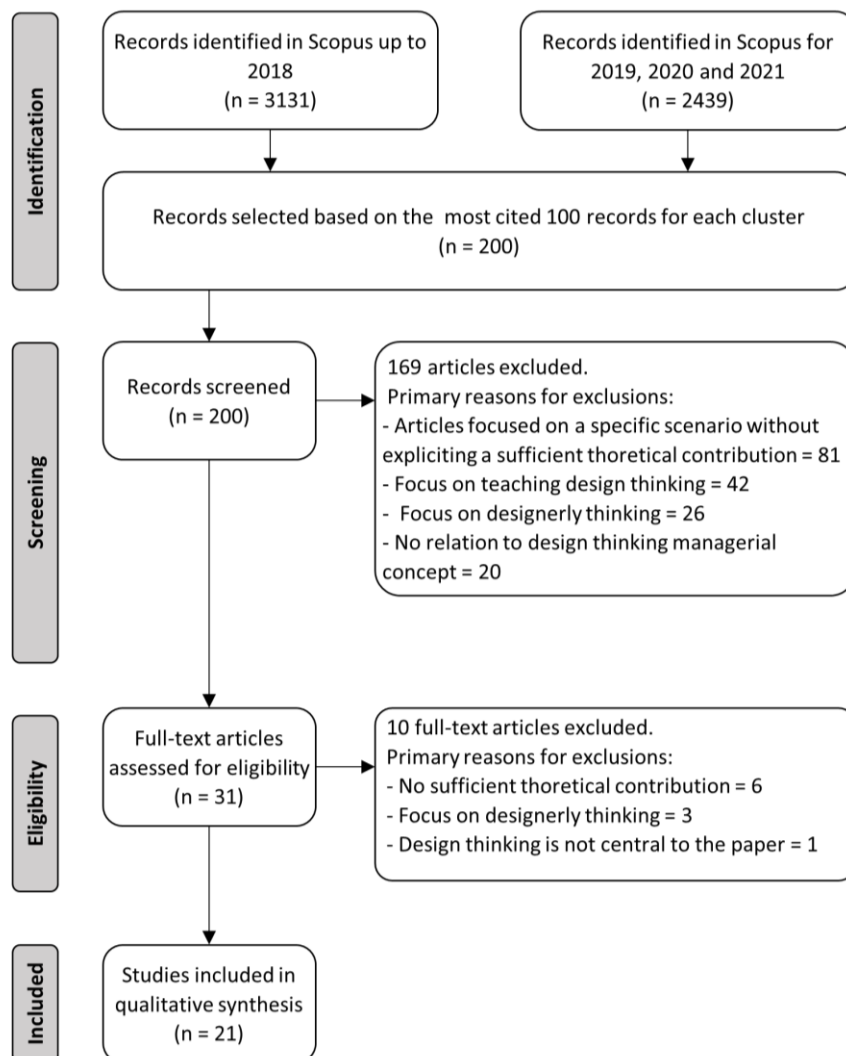 Identification
Records identified in Scopus up to
2018
(n = 3131)
Records identified in Scopus for
2019, 2020 and 2021
(n = 2439)
Records selected based on the  most cited 100 records for each cluster
(n = 200)
Screening
Records screened
(n = 200)
169 articles excluded.
Primary reasons for exclusions:
- Articles focused on a specific scenario without
expliciting a sufficient thoretical contribution = 81
- Focus on teaching design thinking = 42
-  Focus on designerly thinking = 26
- No relation to design thinking managerial
concept = 20
Eligibility
Full-text articles
assessed for eligibility
(n = 31)
10 full-text articles excluded.
Primary reasons for exclusions:
- No sufficient thoretical contribution = 6
- Focus on designerly thinking = 3
- Design thinking is not central to the paper = 1
Included
Studies included in
qualitative synthesis
(n = 21)